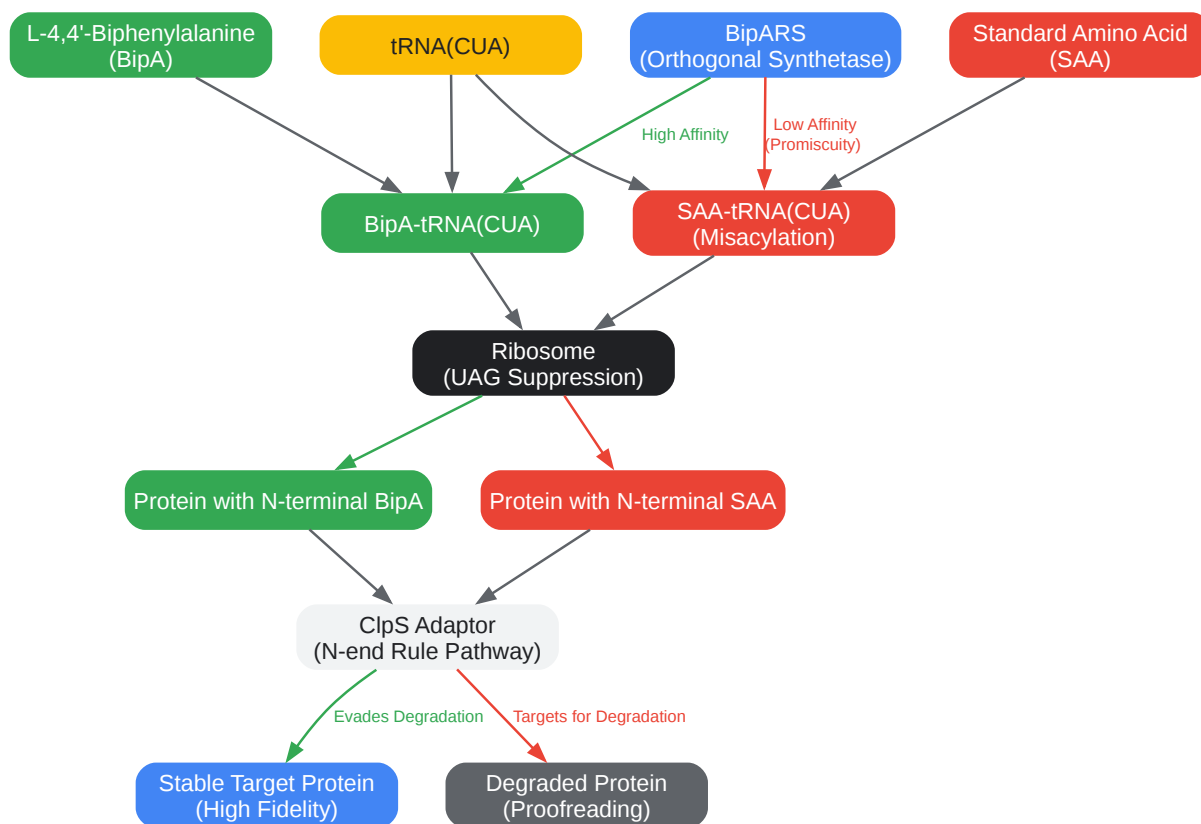 L-4,4'-Biphenylalanine
(BipA)
tRNA(CUA)
BipARS
(Orthogonal Synthetase)
Standard Amino Acid
(SAA)
High Affinity
Low Affinity
(Promiscuity)
BipA-tRNA(CUA)
SAA-tRNA(CUA)
(Misacylation)
Ribosome
(UAG Suppression)
Protein with N-terminal BipA
Protein with N-terminal SAA
ClpS Adaptor
(N-end Rule Pathway)
Evades Degradation
Targets for Degradation
Stable Target Protein
(High Fidelity)
Degraded Protein
(Proofreading)